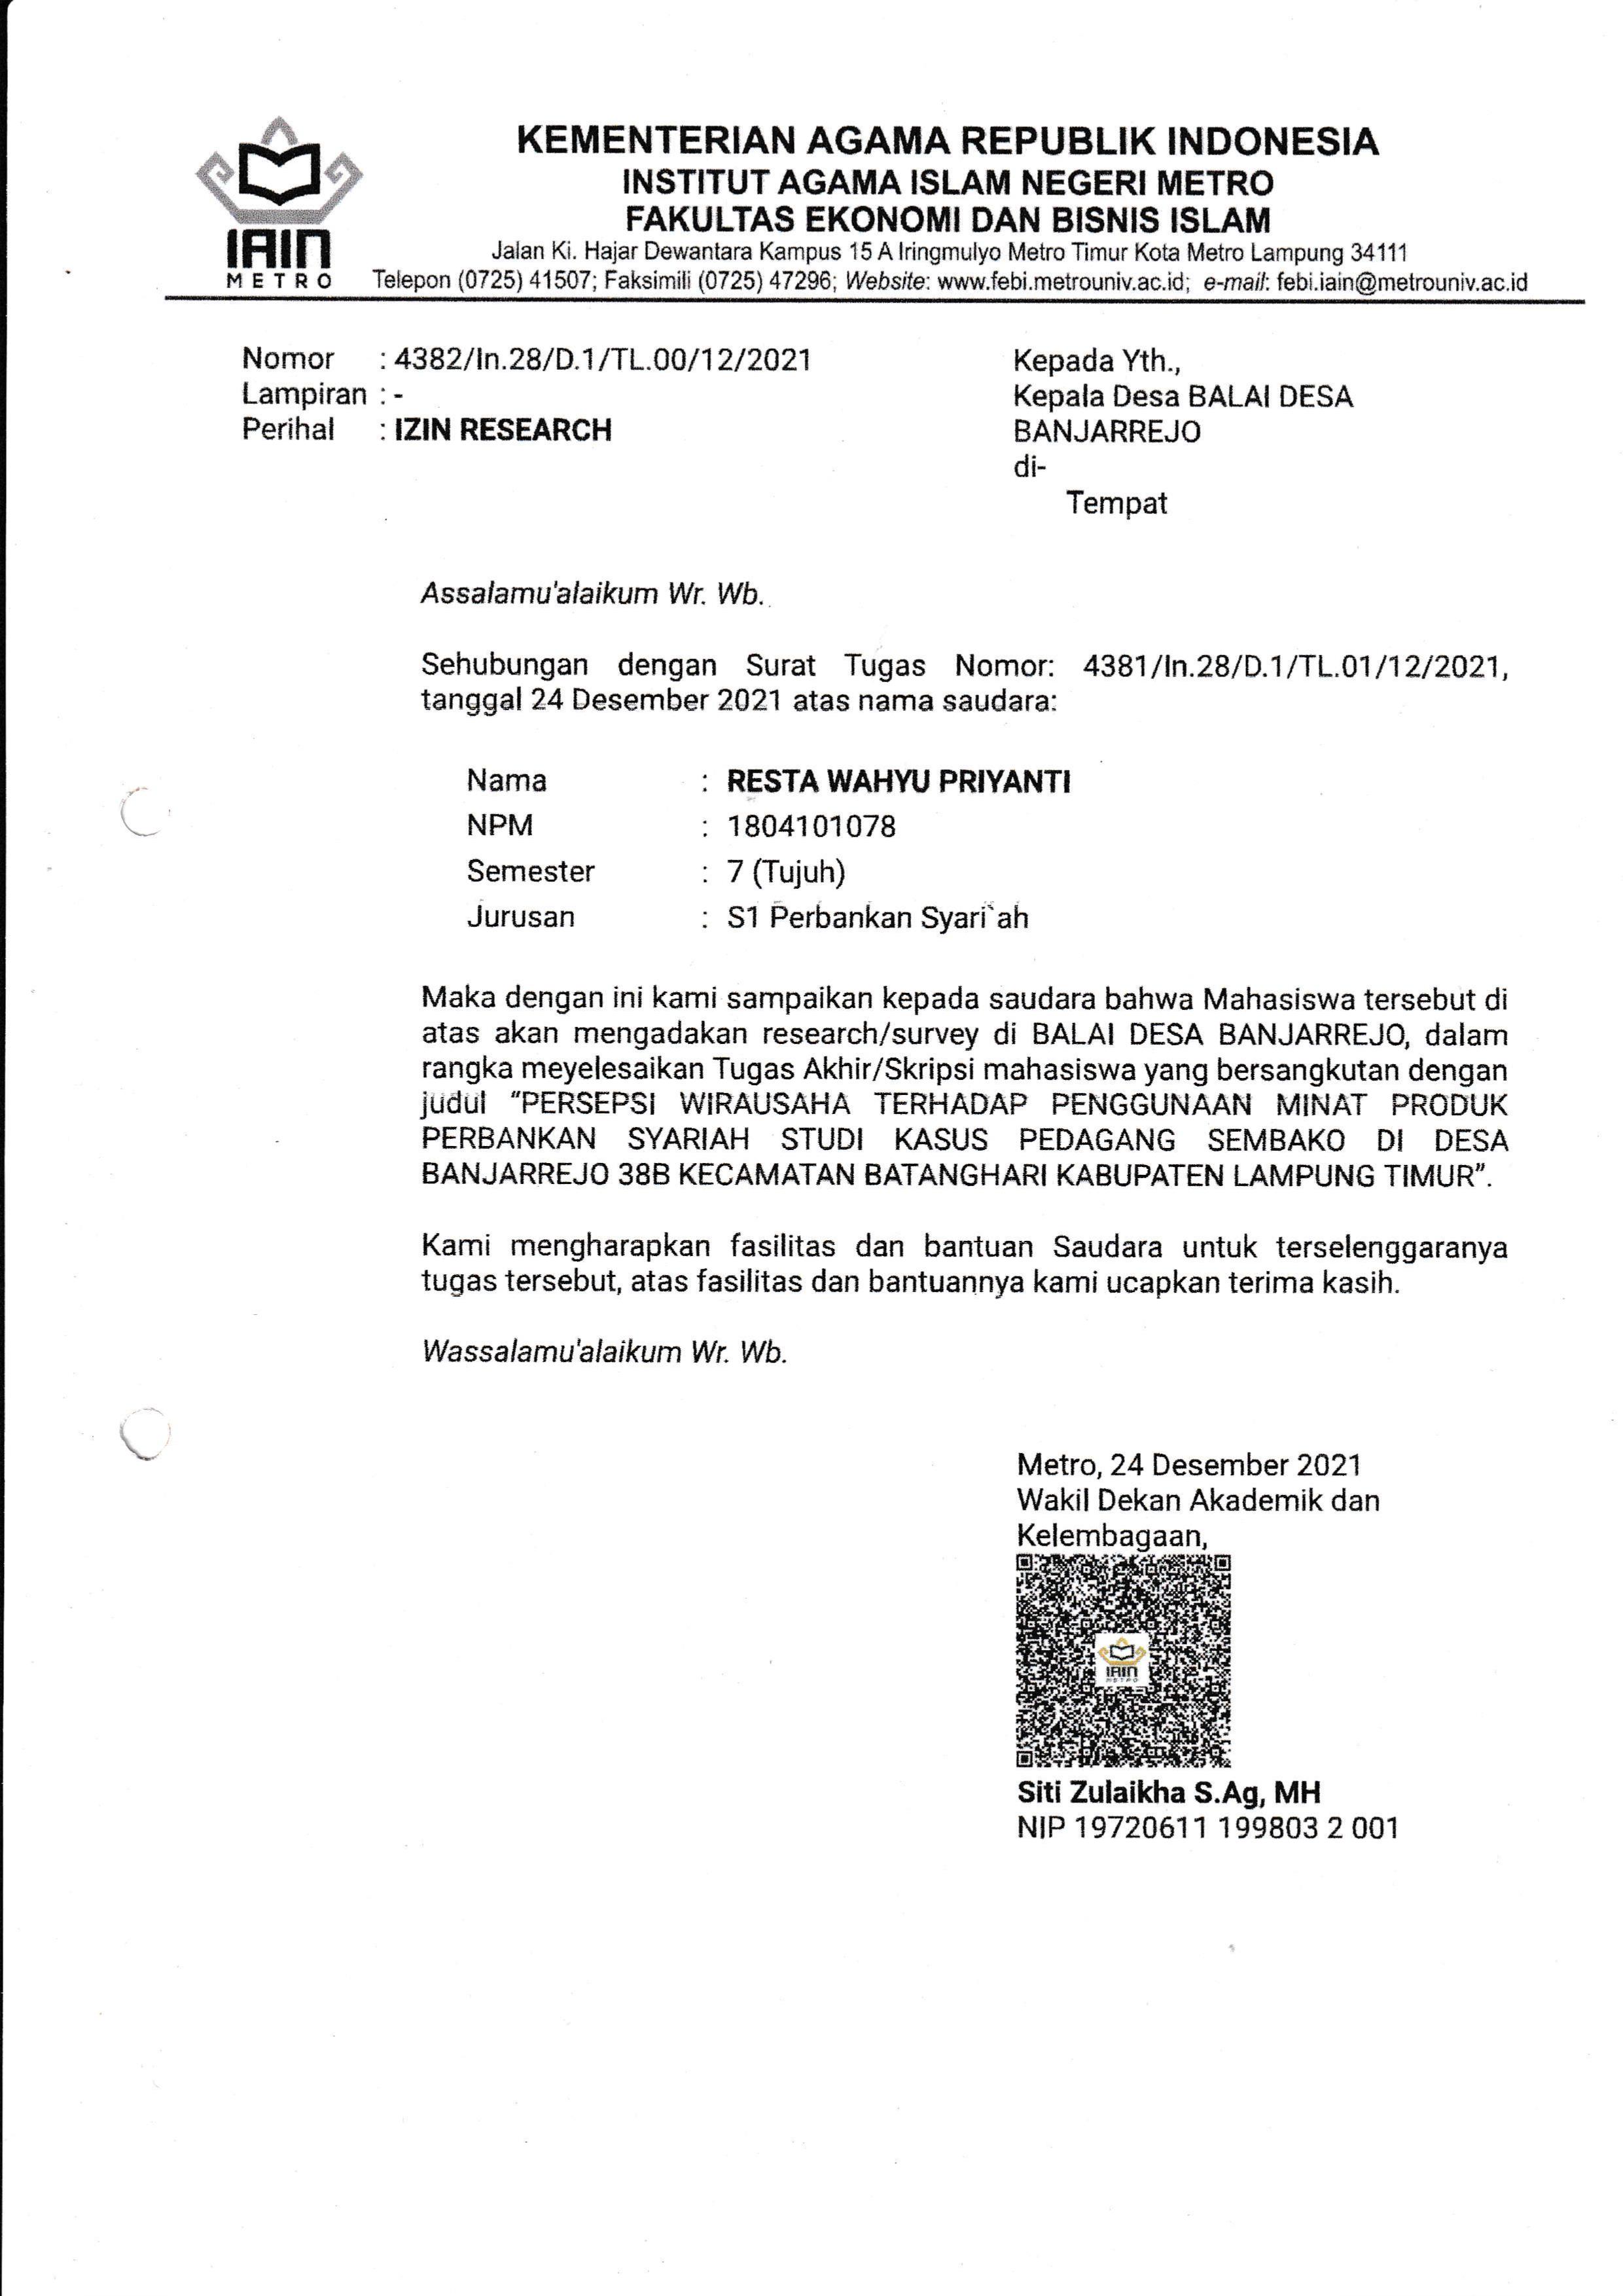 KEMENTERIAN AGAMA REPUBLIK INDONESIA
INSTITUT AGAMA ISLAM NEGERI METRO
FAKULTAS EKONOMI DAN BISNIS ISLAM
Jalan Ki. Hajar Dewantara Kampus 15 A Iringmulyo Metro Timur Kota Metro Lampung 34111
Telepon (0725) 41507; Faksimili (0725) 47296; Website: www.febi.metrouniv.ac.id; e-mail: febi.iain@metrouniv.ac.id
IAIN
METRO
Nomor : 4382/In.28/D.1/TL.00/12/2021
Lampiran : -
Perihal : IZIN RESEARCH
Kepada Yth.,
Kepala Desa BALAI DESA
BANJARREJO
di-
Tempat
Assalamu'alaikum Wr. Wb.
Sehubungan dengan Surat Tugas Nomor: 4381/In.28/D.1/TL.01/12/2021,
tanggal 24 Desember 2021 atas nama saudara:
Nama : RESTA WAHYU PRIYANTI
NPM : 1804101078
Semester : 7 (Tujuh)
Jurusan : S1 Perbankan Syari`ah
Maka dengan ini kami sampaikan kepada saudara bahwa Mahasiswa tersebut di
atas akan mengadakan research/survey di BALAI DESA BANJARREJO, dalam
rangka meyelesaikan Tugas Akhir/Skripsi mahasiswa yang bersangkutan dengan
judul “PERSEPSI WIRAUSAHA TERHADAP PENGGUNAAN MINAT PRODUK
PERBANKAN SYARIAH STUDI KASUS PEDAGANG SEMBAKO DI DESA
BANJARREJO 38B KECAMATAN BATANGHARI KABUPATEN LAMPUNG TIMUR”.
Kami mengharapkan fasilitas dan bantuan Saudara untuk terselenggaranya
tugas tersebut, atas fasilitas dan bantuannya kami ucapkan terima kasih.
Wassalamu'alaikum Wr. Wb.
Metro, 24 Desember 2021
Wakil Dekan Akademik dan
Kelembagaan,
IAIN
METRO
Siti Zulaikha S.Ag, MH
NIP 19720611 199803 2 001